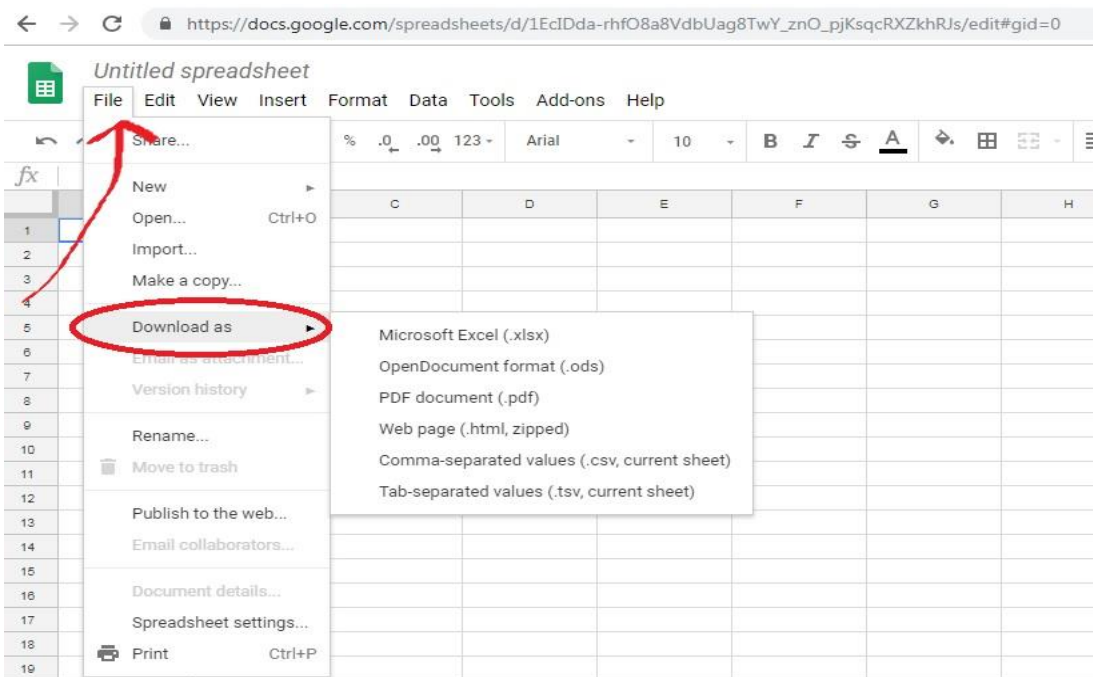 https://docs.google.com/spreadsheets/d/1EcIDda-rhfO8a8VdbUag8TwY_znO_pjKsqcRXZkhRJs/edit#gid=0
Untitled spreadsheet
File Edit View Insert Format Data Tools Add-ons Help
Share...
% .0 .00 123 Arial 10 B I S A
fx
New
Open... Ctrl+O
Import...
Make a copy...
Download as
Email as attachment...
Version history
Rename...
Move to trash
Publish to the web...
Email collaborators...
Document details...
Spreadsheet settings...
Print Ctrl+P
Microsoft Excel (.xlsx)
OpenDocument format (.ods)
PDF document (.pdf)
Web page (.html, zipped)
Comma-separated values (.csv, current sheet)
Tab-separated values (.tsv, current sheet)
C D E F G H
1
2
3
4
5
6
7
8
9
10
11
12
13
14
15
16
17
18
19